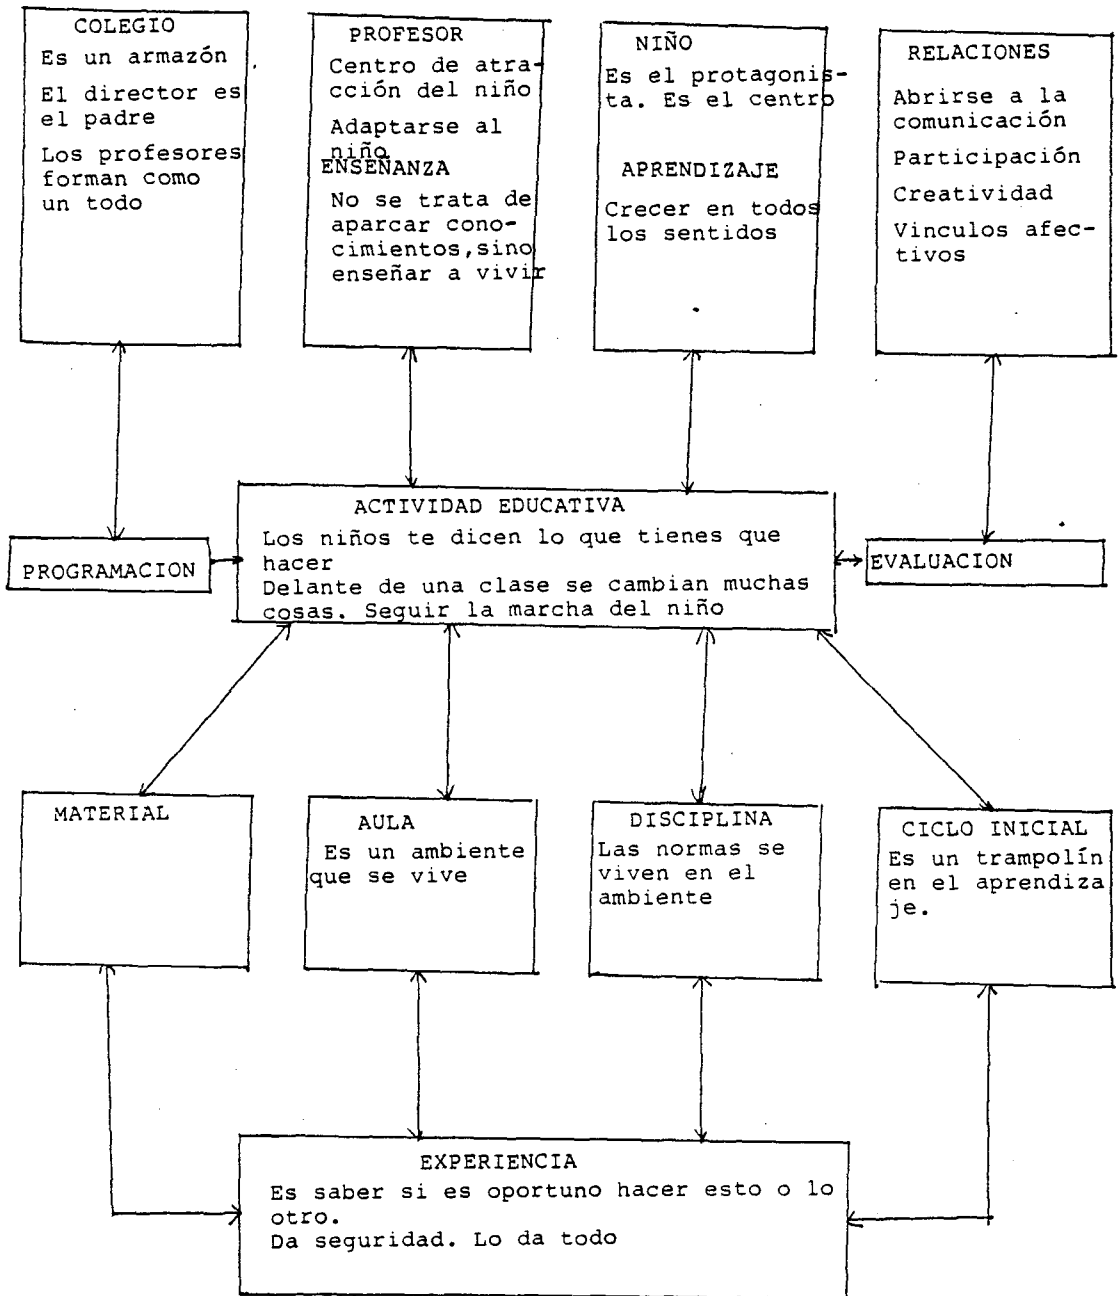 COLEGIO
Es un armazón
El director es
el padre
Los profesores
forman como
un todo
PROFESOR
Centro de atra-
cción del niño
Adaptarse al
niño
ENSEÑANZA
No se trata de
aparcar cono-
cimientos,sino
enseñar a vivir
NIÑO
Es el protagonis-
ta. Es el centro
APRENDIZAJE
Crecer en todos
los sentidos
RELACIONES
Abrirse a la
comunicación
Participación
Creatividad
Vinculos afec-
tivos
PROGRAMACION
ACTIVIDAD EDUCATIVA
Los niños te dicen lo que tienes que
hacer
Delante de una clase se cambian muchas
cosas. Seguir la marcha del niño
EVALUACION
MATERIAL
AULA
Es un ambiente
que se vive
DISCIPLINA
Las normas se
viven en el
ambiente
CICLO INICIAL
Es un trampolín
en el aprendiza
je.
EXPERIENCIA
Es saber si es oportuno hacer esto o lo
otro.
Da seguridad. Lo da todo